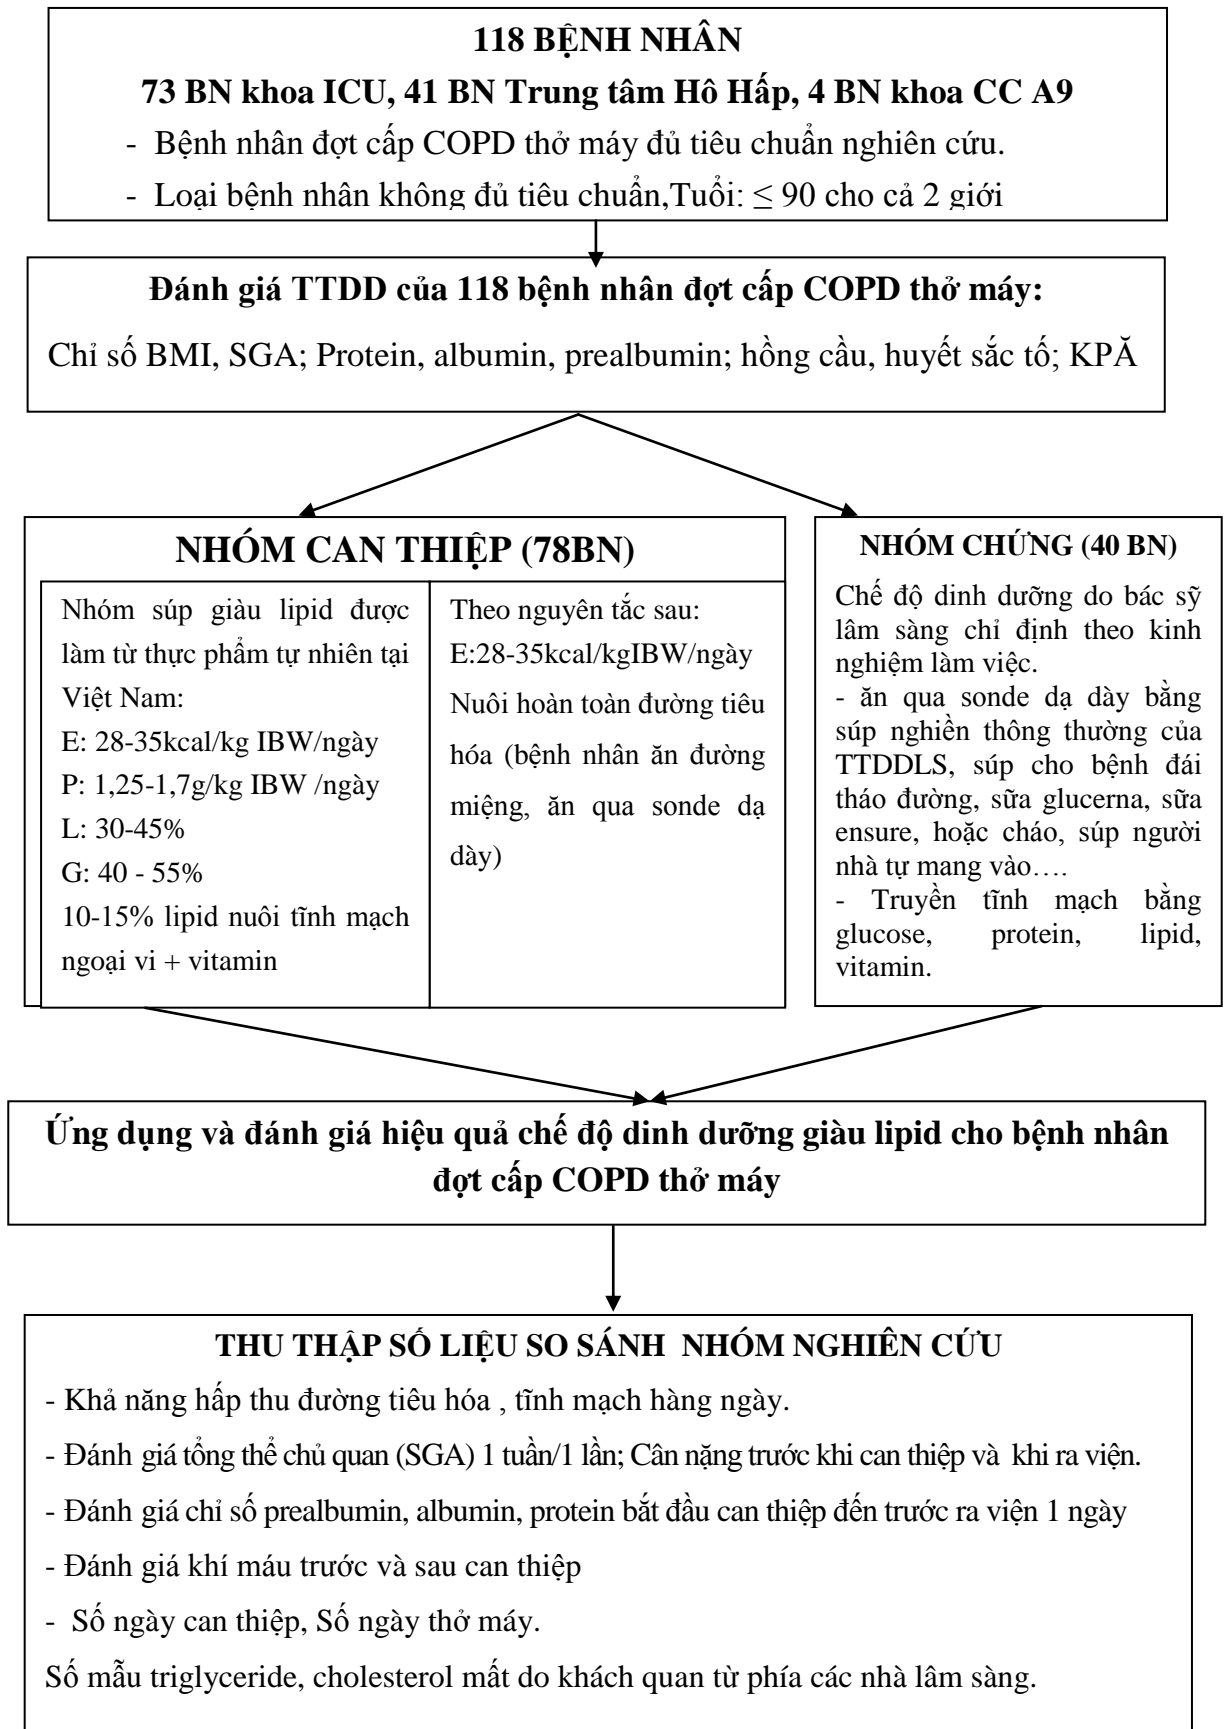 118 BỆNH NHÂN
73 BN khoa ICU, 41 BN Trung tâm Hô Hấp, 4 BN khoa CC A9
- Bệnh nhân đợt cấp COPD thở máy đủ tiêu chuẩn nghiên cứu.
- Loại bệnh nhân không đủ tiêu chuẩn,Tuổi: ≤ 90 cho cả 2 giới
Đánh giá TTDD của 118 bệnh nhân đợt cấp COPD thở máy:
Chỉ số BMI, SGA; Protein, albumin, prealbumin; hồng cầu, huyết sắc tố; KPĂ
NHÓM CAN THIỆP (78BN)
Nhóm súp giàu lipid được
làm từ thực phẩm tự nhiên tại
Việt Nam:
E: 28-35kcal/kg IBW/ngày
P: 1,25-1,7g/kg IBW /ngày
L: 30-45%
G: 40 - 55%
10-15% lipid nuôi tĩnh mạch
ngoại vi + vitamin
Theo nguyên tắc sau:
E:28-35kcal/kgIBW/ngày
Nuôi hoàn toàn đường tiêu
hóa (bệnh nhân ăn đường
miệng, ăn qua sonde dạ
dày)
NHÓM CHỨNG (40 BN)
Chế độ dinh dưỡng do bác sỹ
lâm sàng chỉ định theo kinh
nghiệm làm việc.
- ăn qua sonde dạ dày bằng
súp nghiền thông thường của
TTDDLS, súp cho bệnh đái
tháo đường, sữa glucerna, sữa
ensure, hoặc cháo, súp người
nhà tự mang vào….
- Truyền tĩnh mạch bằng
glucose, protein, lipid,
vitamin.
Ứng dụng và đánh giá hiệu quả chế độ dinh dưỡng giàu lipid cho bệnh nhân
đợt cấp COPD thở máy
THU THẬP SỐ LIỆU SO SÁNH NHÓM NGHIÊN CỨU
- Khả năng hấp thu đường tiêu hóa , tĩnh mạch hàng ngày.
- Đánh giá tổng thể chủ quan (SGA) 1 tuần/1 lần; Cân nặng trước khi can thiệp và khi ra viện.
- Đánh giá chỉ số prealbumin, albumin, protein bắt đầu can thiệp đến trước ra viện 1 ngày
- Đánh giá khí máu trước và sau can thiệp
- Số ngày can thiệp, Số ngày thở máy.
Số mẫu triglyceride, cholesterol mất do khách quan từ phía các nhà lâm sàng.